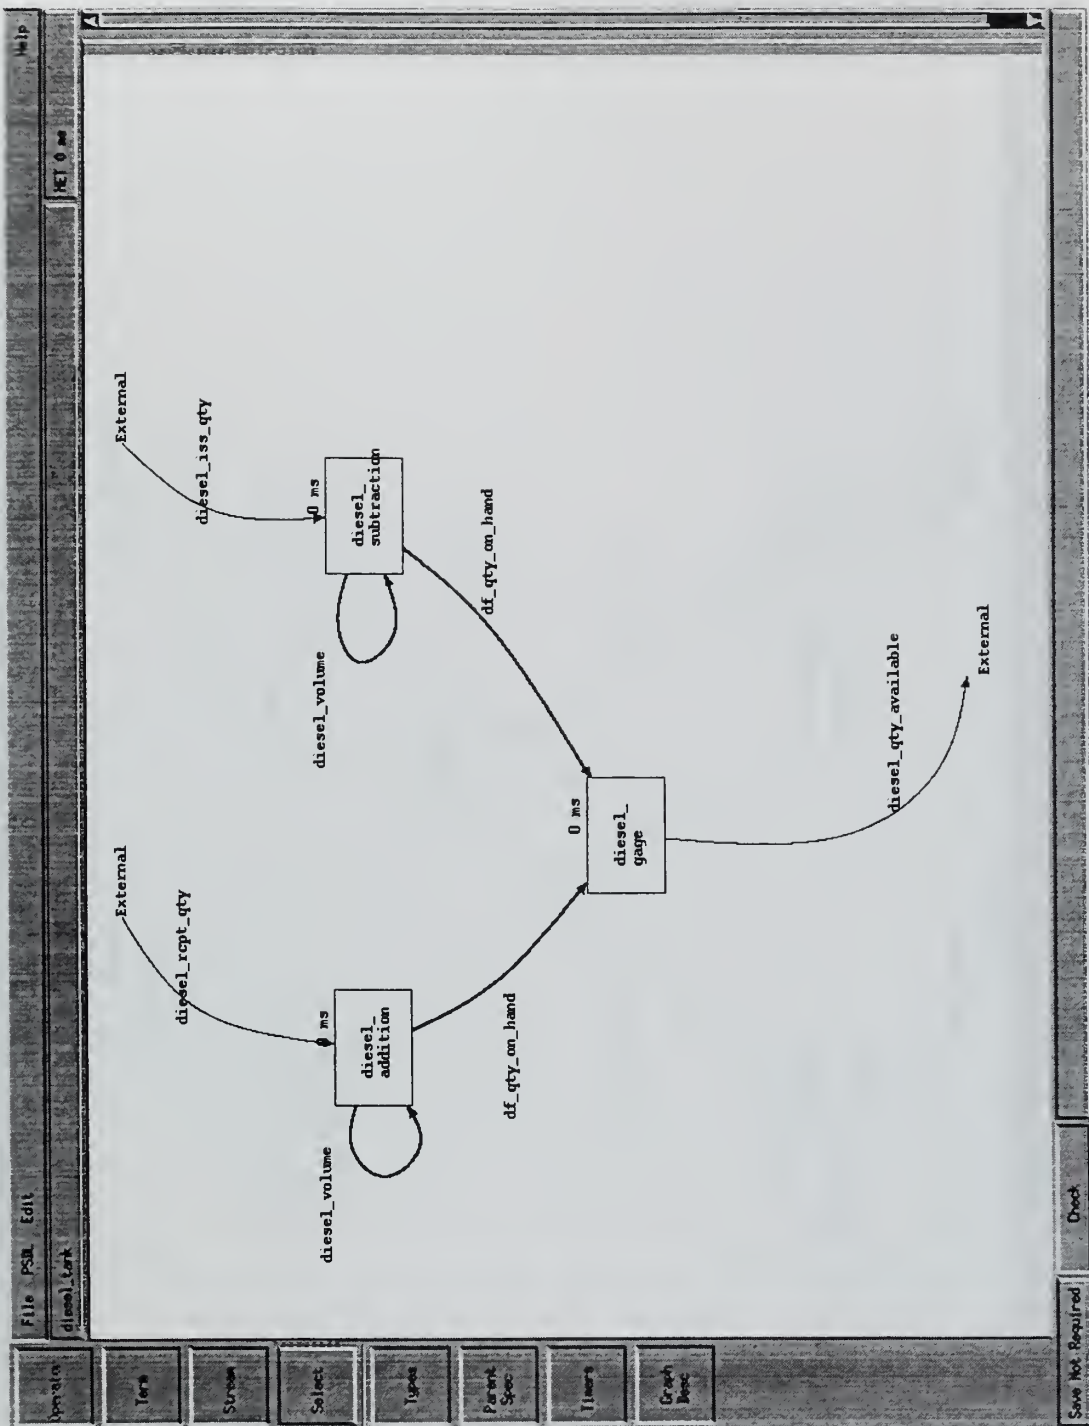 File PSDL Edit Help
diesel_tank MET 0 ms
Operator
Term
Stream
Select
Types
Parent
Spec
Timers
Graph
Desc
External
External
diesel_rcpt_qty
diesel_iss_qty
0 ms
0 ms
diesel_volume
diesel_
addition
diesel_volume
diesel_
subtraction
df_qty_on_hand
df_qty_on_hand
0 ms
diesel_
gage
diesel_qty_available
External
Save Not Required Check